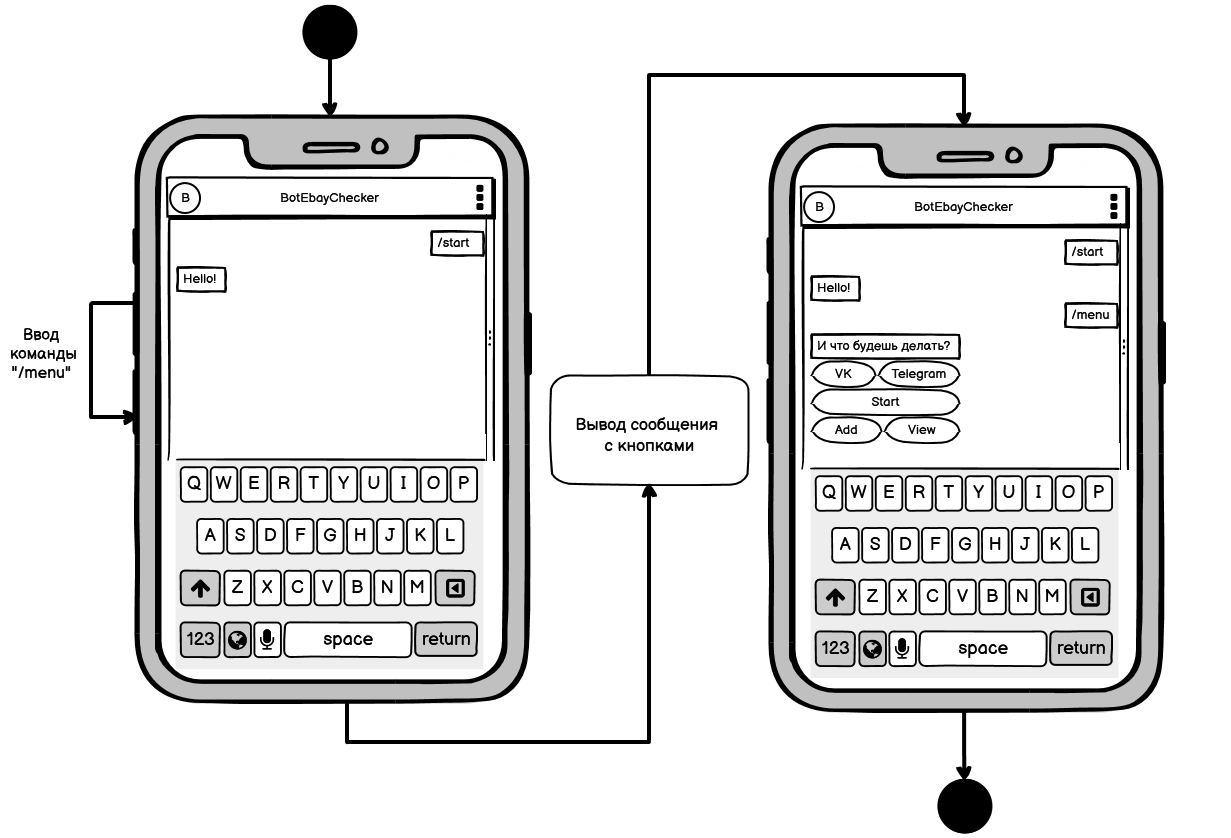 B
BotEbayChecker
/start
Hello!
Ввод
команды
"/menu"
Q W E R T Y U I O P
A S D F G H J K L
Z X C V B N M
123 space return
Вывод сообщения
с кнопками
B
BotEbayChecker
/start
Hello!
/menu
И что будешь делать?
VK Telegram
Start
Add View
Q W E R T Y U I O P
A S D F G H J K L
Z X C V B N M
123 space return